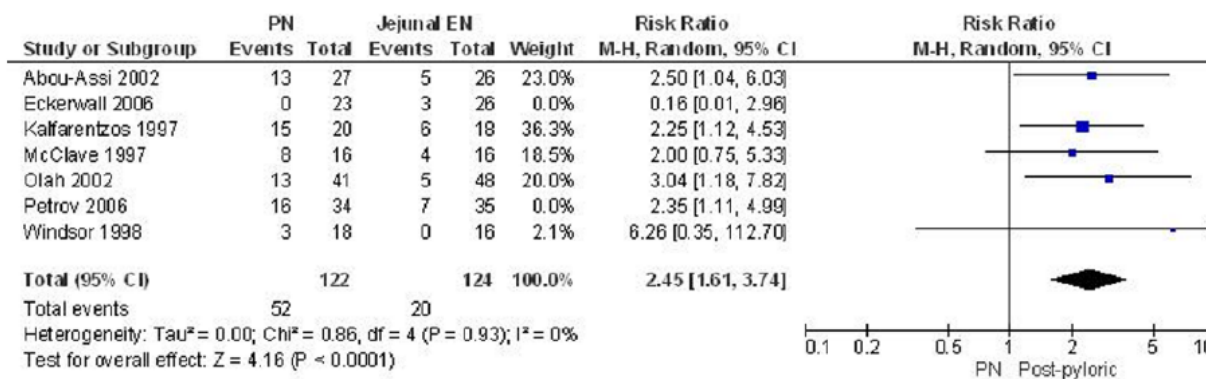 PN Jejunal EN Risk Ratio Risk Ratio
Study or Subgroup Events Total Events Total Weight M-H, Random, 95% CI M-H, Random, 95% CI
Abou-Assi 2002 13 27 5 26 23.0% 2.50 [1.04, 6.03]
Eckerwall 2006 0 23 3 26 0.0% 0.16 [0.01, 2.96]
Kalfarentzos 1997 15 20 6 18 36.3% 2.25 [1.12, 4.53]
McClave 1997 8 16 4 16 18.5% 2.00 [0.75, 5.33]
Olah 2002 13 41 5 48 20.0% 3.04 [1.18, 7.82]
Petrov 2006 16 34 7 35 0.0% 2.35 [1.11, 4.99]
Windsor 1998 3 18 0 16 2.1% 6.26 [0.35, 112.70]
Total (95% CI) 122 124 100.0% 2.45 [1.61, 3.74]
Total events 52 20
Heterogeneity: Tau² = 0.00; Chi² = 0.86, df = 4 (P = 0.93); I² = 0%
Test for overall effect: Z = 4.16 (P < 0.0001)
0.1 0.2 0.5 1 2 5 10
PN Post-pyloric